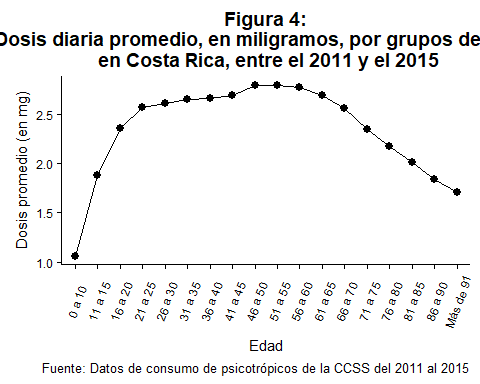 Figura 4:
Dosis diaria promedio, en miligramos, por grupos de
en Costa Rica, entre el 2011 y el 2015
Dosis promedio (en mg)
2.5
2.0
1.5
1.0
0 a 10
11 a 15
16 a 20
21 a 25
26 a 30
31 a 35
36 a 40
41 a 45
46 a 50
51 a 55
56 a 60
61 a 65
66 a 70
71 a 75
76 a 80
81 a 85
86 a 90
Más de 91
Edad
Fuente: Datos de consumo de psicotrópicos de la CCSS del 2011 al 2015